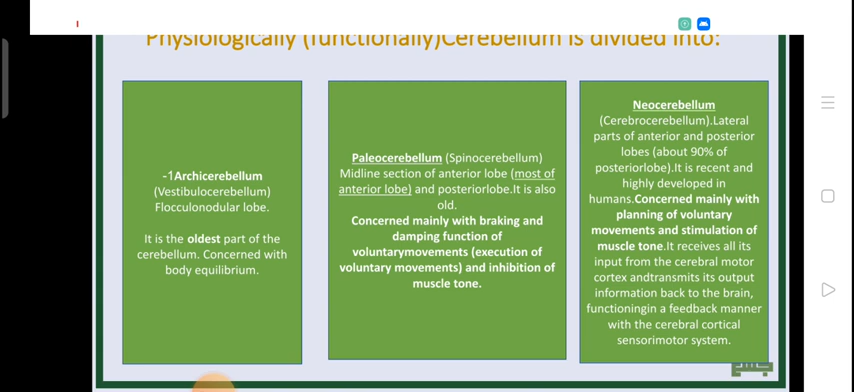 Physiologically (functionally)Cerebellum is divided into:
-1Archicerebellum
(Vestibulocerebellum)
Flocculonodular lobe.
It is the oldest part of the
cerebellum. Concerned with
body equilibrium.
Paleocerebellum (Spinocerebellum)
Midline section of anterior lobe (most of
anterior lobe) and posteriorlobe.It is also
old.
Concerned mainly with braking and
damping function of
voluntarymovements (execution of
voluntary movements) and inhibition of
muscle tone.
Neocerebellum
(Cerebrocerebellum).Lateral
parts of anterior and posterior
lobes (about 90% of
posteriorlobe).It is recent and
highly developed in
humans.Concerned mainly with
planning of voluntary
movements and stimulation of
muscle tone.It receives all its
input from the cerebral motor
cortex andtransmits its output
information back to the brain,
functioningin a feedback manner
with the cerebral cortical
sensorimotor system.